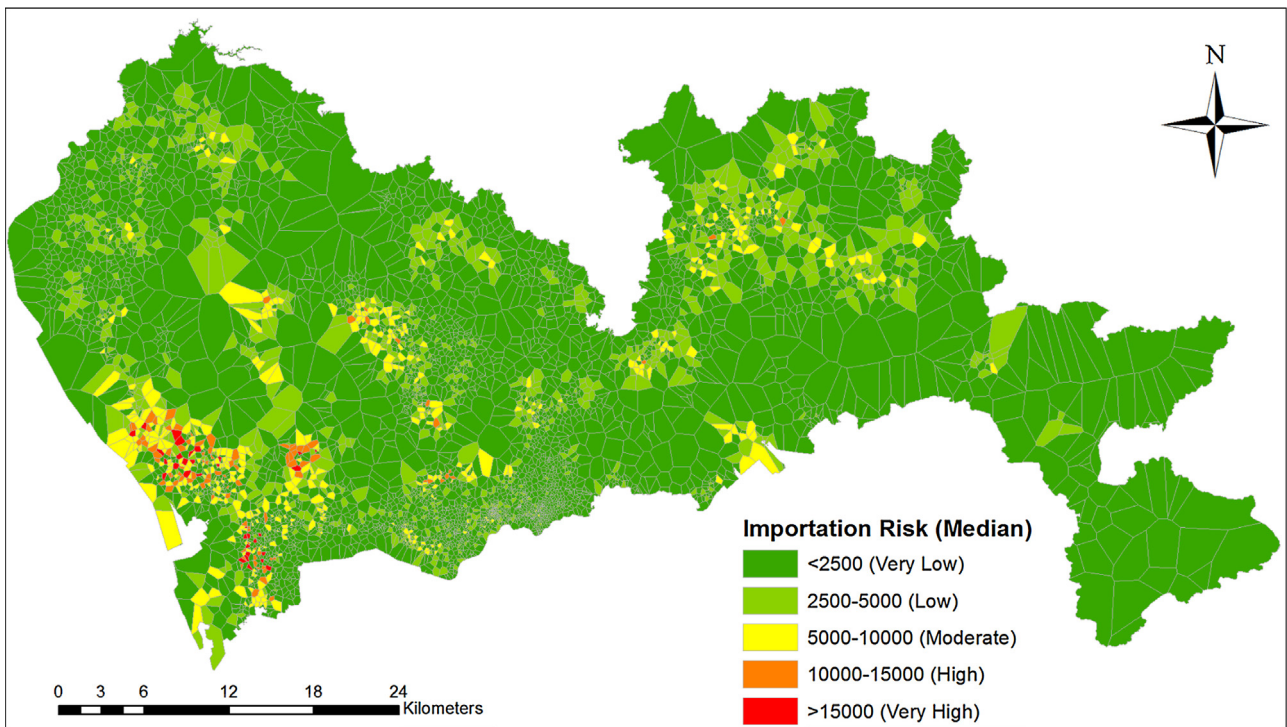 N
Importation Risk (Median)
<2500 (Very Low)
2500-5000 (Low)
5000-10000 (Moderate)
10000-15000 (High)
>15000 (Very High)
0 3 6 12 18 24
Kilometers